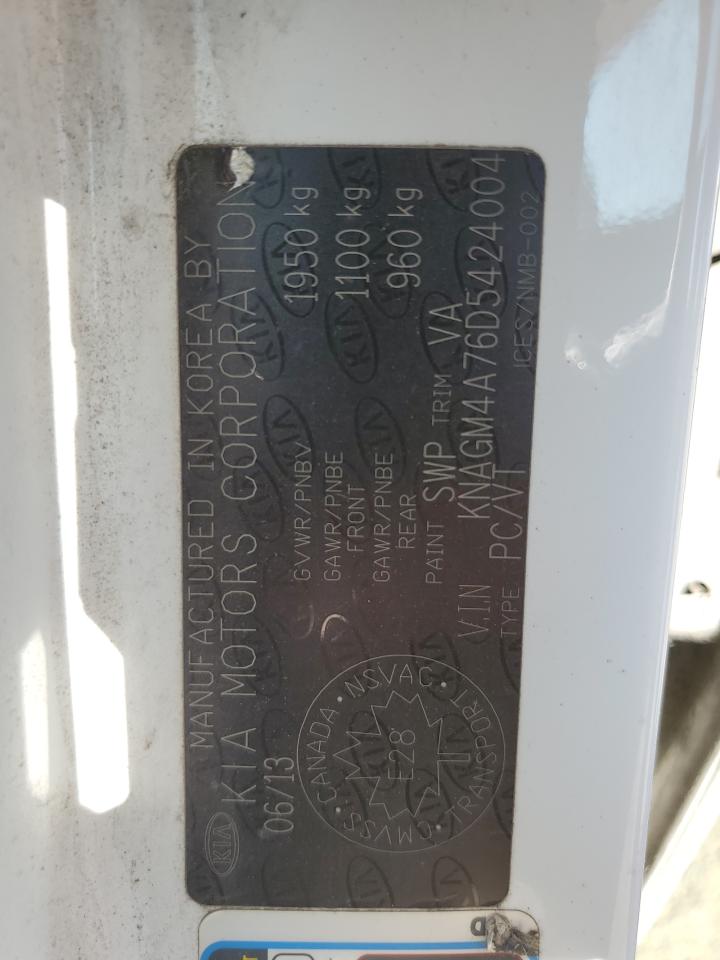 MANUFACTURED IN KOREA BY
KIA KIA MOTORS CORPORATION
06/13
GVWR/PNBV 1950 kg
GAWR/PNBE FRONT 1100 kg
GAWR/PNBE REAR 960 kg
PAINT SWP TRIM VA
V.I.N KNAGM4A76D5424004
TYPE PC/VT ICES/NMB-002
CANADA · NSVAC · TRANSPORT · CMVSS
E28